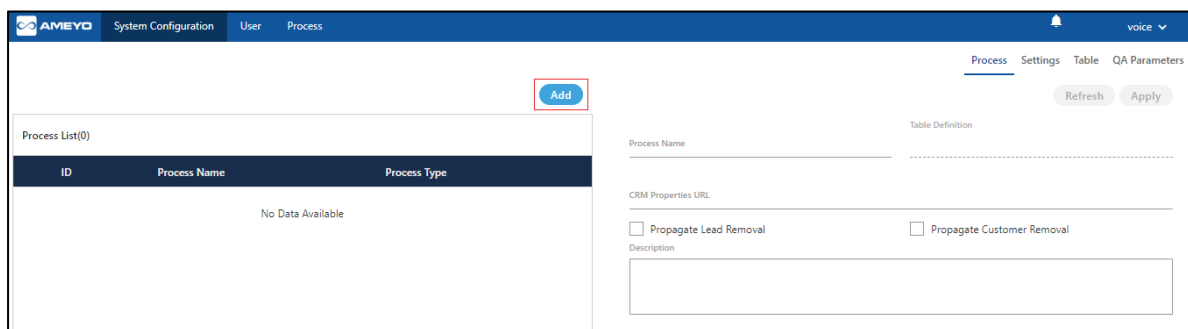 AMEYO System Configuration User Process voice
Process Settings Table QA Parameters
Add
Refresh Apply
Process List(0)
ID Process Name Process Type
No Data Available
Process Name
Table Definition
CRM Properties URL
Propagate Lead Removal Propagate Customer Removal
Description